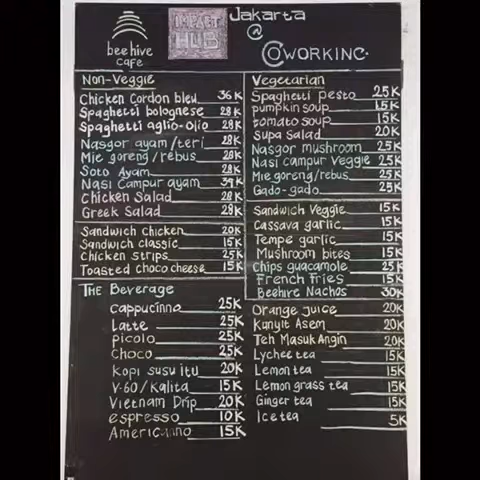 bee hive
cafe
IMPACT
HUB
Jakarta
@
COWORKING
Non-Veggie
Chicken Cordon bleu 36K
Spaghetti bolognese 28K
Spaghetti aglio-olio 28K
Nasgor ayam/teri 28K
Mie goreng/rebus 28K
Soto Ayam 28K
Nasi Campur ayam 34K
Chicken Salad 28K
Greek Salad 28K
Sandwich chicken 20K
Sandwich classic 15K
Chicken strips 25K
Toasted choco cheese 15K
THE Beverage
Cappucinno 25K
Latte 25K
picolo 25K
Choco 25K
Kopi susu itu 20K
V-60/Kalita 15K
Vietnam Drip 20K
espresso 10K
Americanno 15K
Vegetarian
Spaghetti pesto 25K
pumpkin soup 15K
tomato soup 15K
Supa Salad 20K
Nasgor mushroom 25K
Nasi campur Veggie 25K
Mie goreng/rebus 25K
Gado-gado 25K
Sandwich Veggie 15K
Cassava garlic 15K
Tempe garlic 15K
Mushroom bites 15K
Chips guacamole 25K
French Fries 15K
Beehive Nachos 30K
Orange juice 20K
Kunyit Asem 20K
Teh Masuk Angin 20K
Lychee tea 15K
Lemon tea 15K
Lemon grass tea 15K
Ginger tea 15K
Ice tea 5K